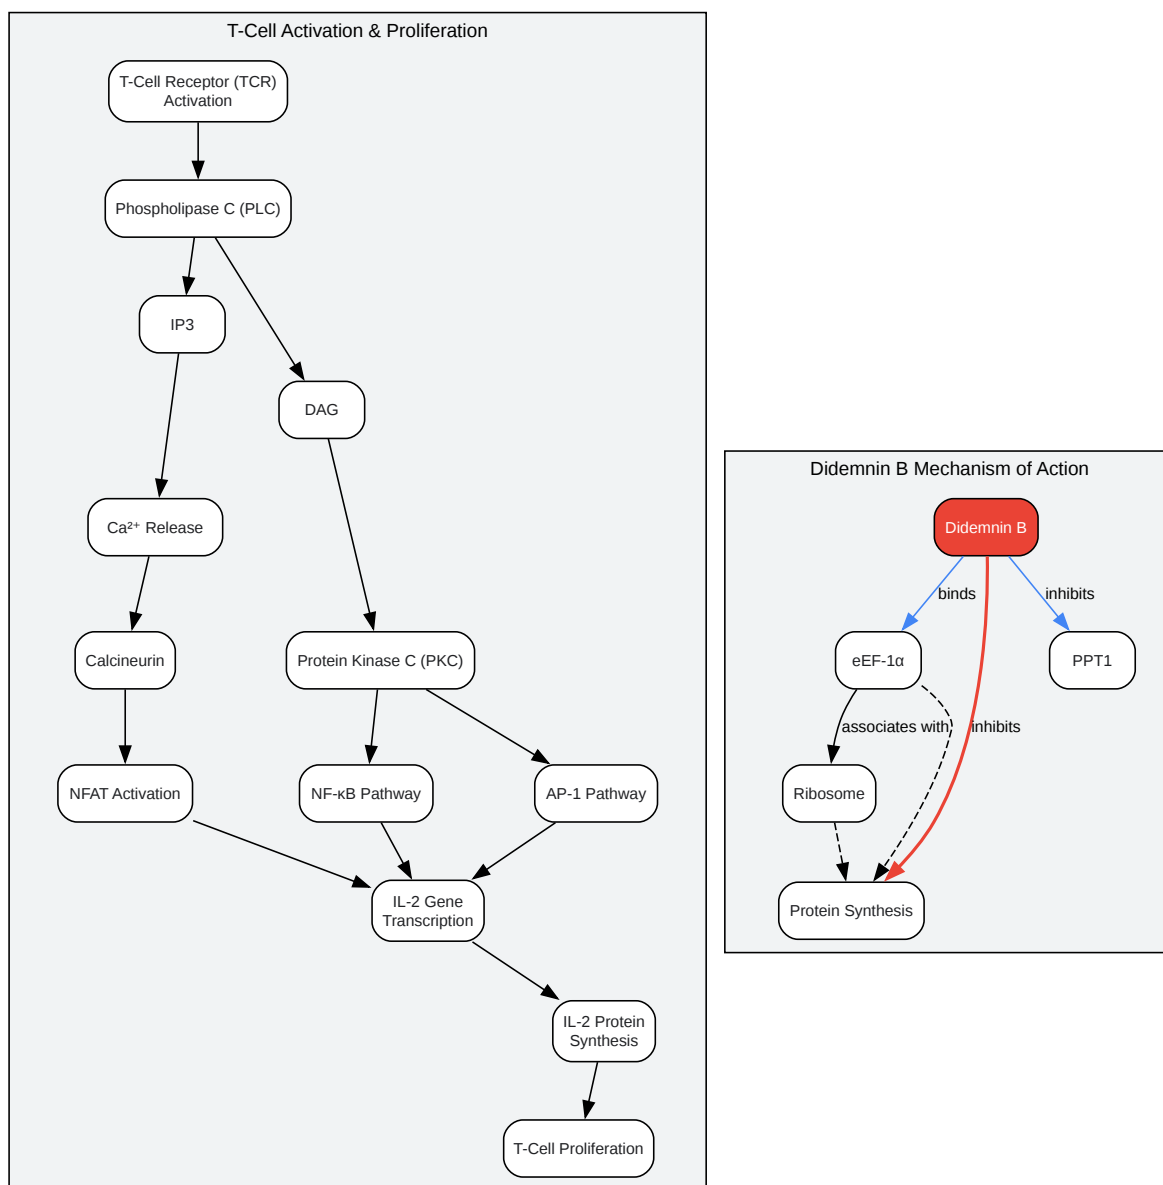 T-Cell Activation & Proliferation
T-Cell Receptor (TCR)
Activation
Phospholipase C (PLC)
IP3
DAG
Ca²⁺ Release
Calcineurin
Protein Kinase C (PKC)
NFAT Activation
NF-κB Pathway
AP-1 Pathway
IL-2 Gene
Transcription
IL-2 Protein
Synthesis
T-Cell Proliferation
Didemnin B Mechanism of Action
Didemnin B
binds
inhibits
eEF-1α
PPT1
associates with
inhibits
Ribosome
Protein Synthesis